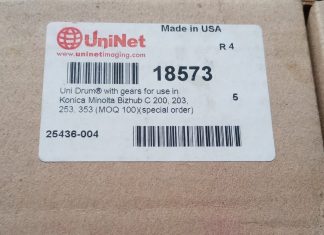 UniNet
Made in USA
www.uninetimaging.com
R 4
18573
Uni Drum® with gears for use in
Konica Minolta Bizhub C 200, 203,
253, 353 (MOQ 100)(special order)
5
25436-004